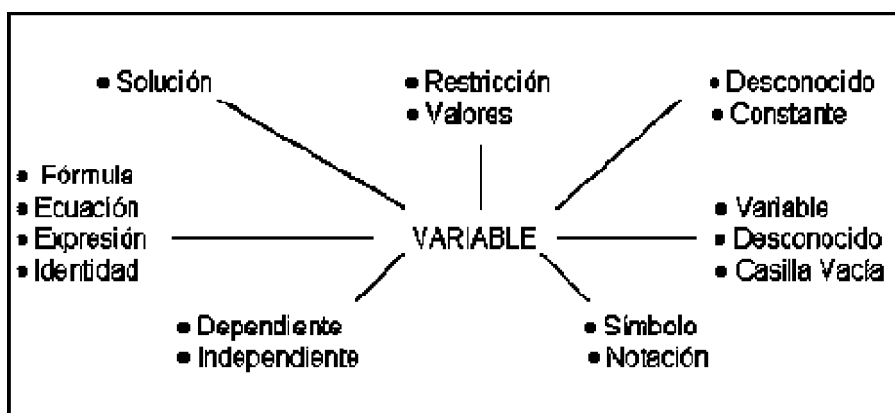 • Solución
• Restricción
• Valores
• Desconocido
• Constante
• Fórmula
• Ecuación
• Expresión
• Identidad
VARIABLE
• Variable
• Desconocido
• Casilla Vacía
• Dependiente
• Independiente
• Símbolo
• Notación